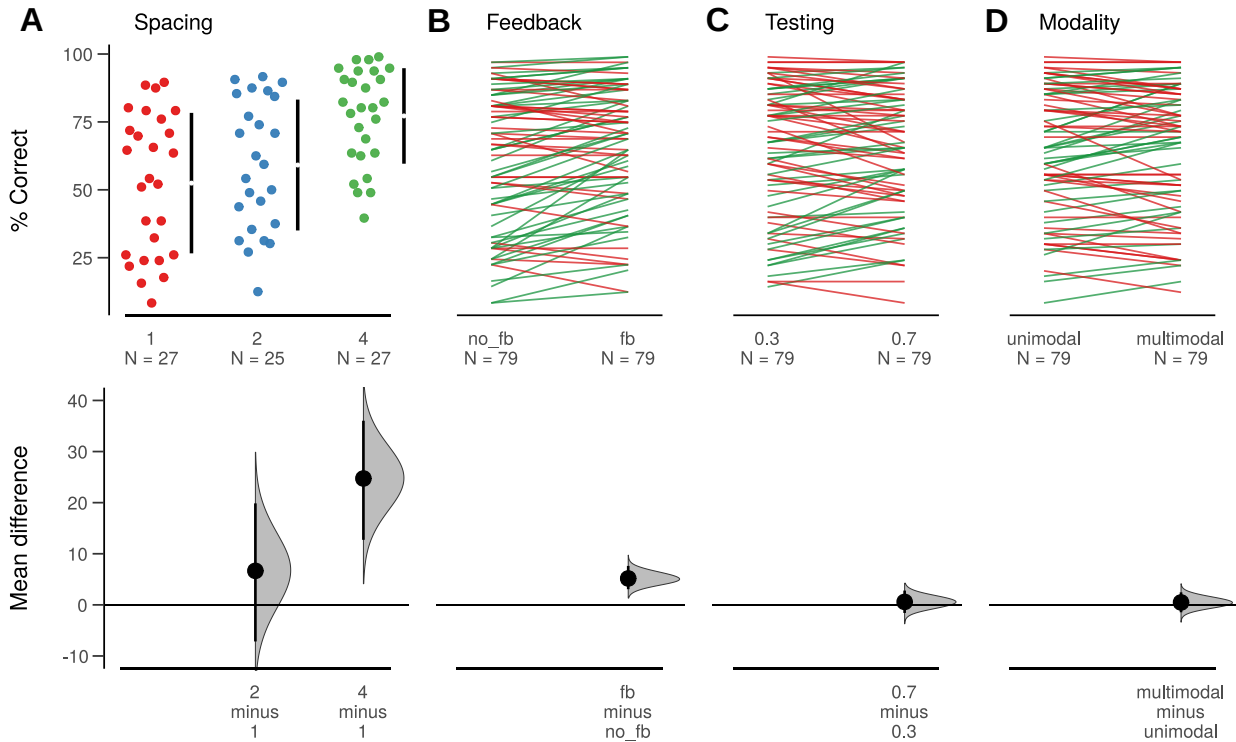 A Spacing B Feedback C Testing D Modality
% Correct
100
75
50
25
1 2 4 no_fb fb 0.3 0.7 unimodal multimodal
N = 27 N = 25 N = 27 N = 79 N = 79 N = 79 N = 79 N = 79 N = 79
Mean difference
40
30
20
10
0
-10
2 4 fb 0.7 multimodal
minus minus minus minus minus
1 1 no_fb 0.3 unimodal